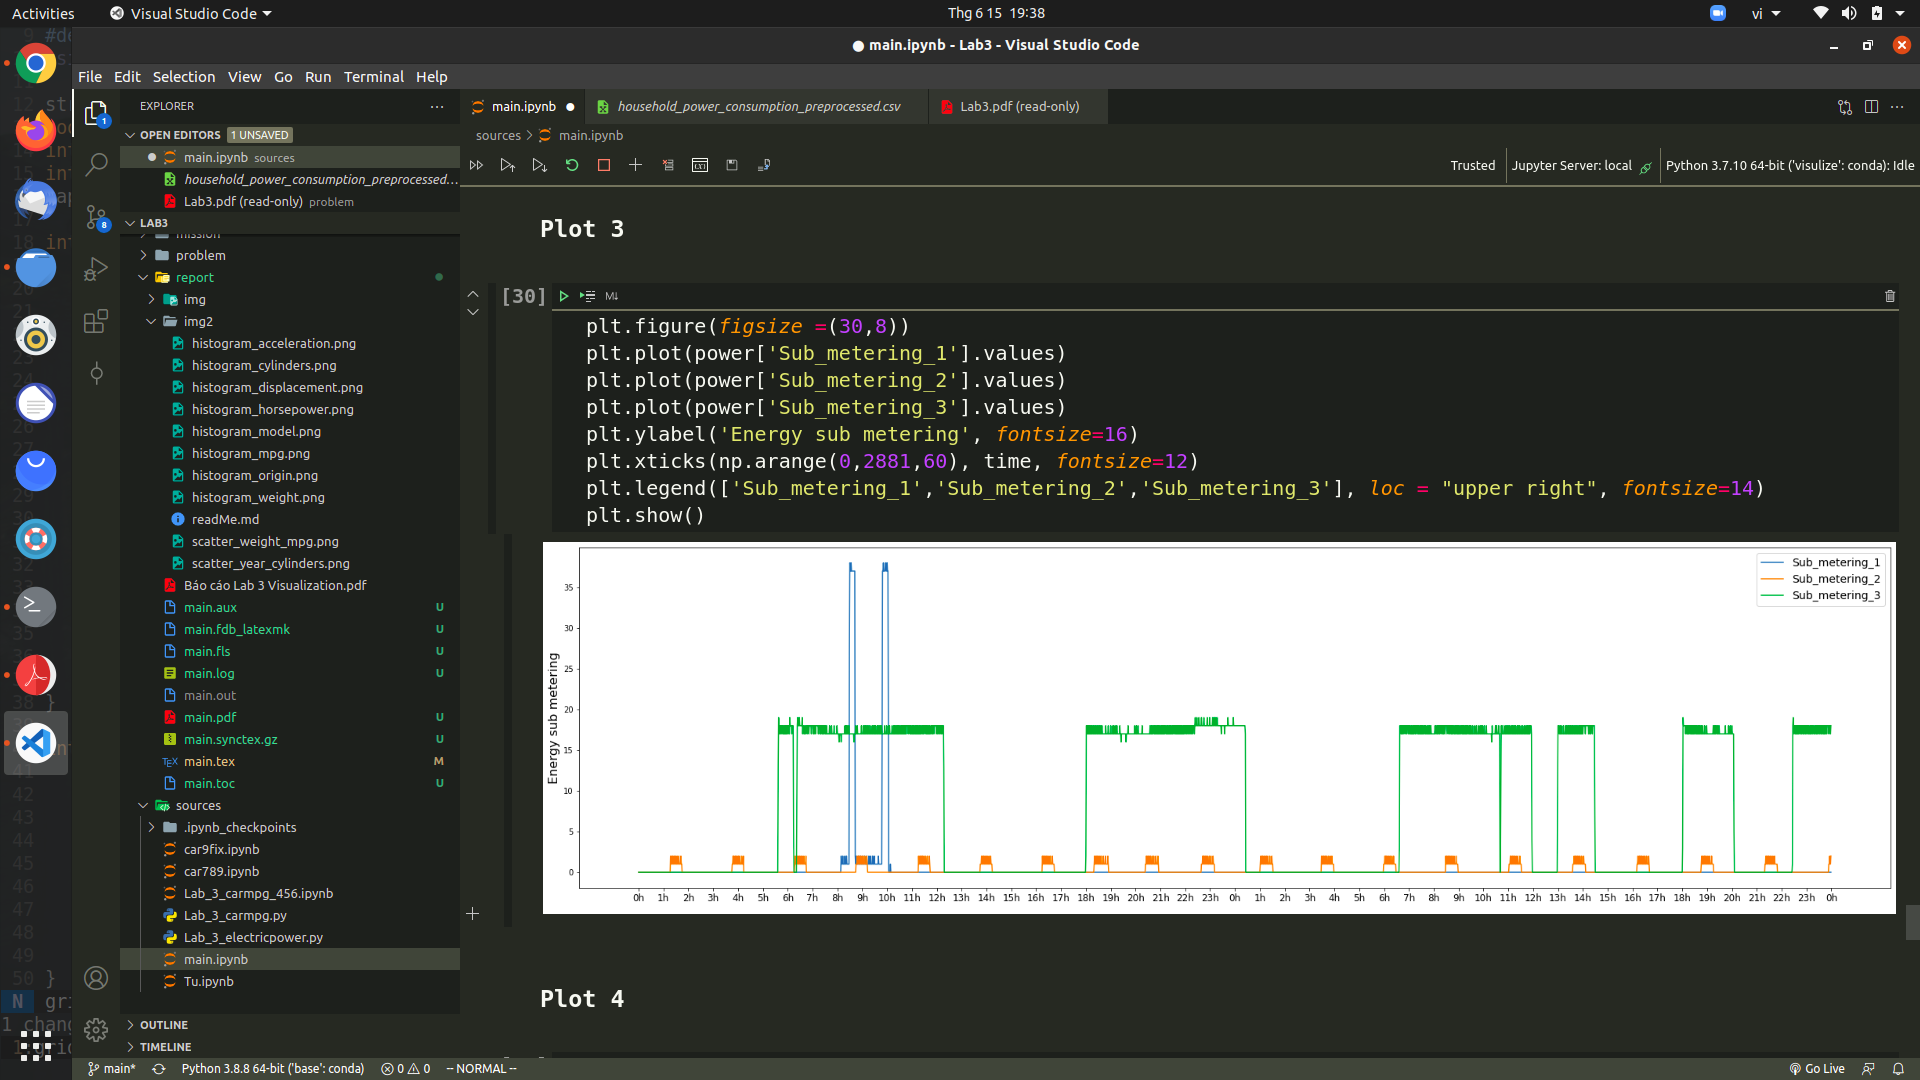 Activities
Visual Studio Code
Thg 6 15 19:38
vi
main.ipynb - Lab3 - Visual Studio Code
File Edit Selection View Go Run Terminal Help
EXPLORER
OPEN EDITORS 1 UNSAVED
main.ipynb sources
household_power_consumption_preprocessed...
Lab3.pdf (read-only) problem
LAB3
mission
problem
report
img
img2
histogram_acceleration.png
histogram_cylinders.png
histogram_displacement.png
histogram_horsepower.png
histogram_model.png
histogram_mpg.png
histogram_origin.png
histogram_weight.png
readMe.md
scatter_weight_mpg.png
scatter_year_cylinders.png
Báo cáo Lab 3 Visualization.pdf
main.aux U
main.fdb_latexmk U
main.fls U
main.log U
main.out
main.pdf U
main.synctex.gz U
main.tex M
main.toc U
sources
.ipynb_checkpoints
car9fix.ipynb
car789.ipynb
Lab_3_carmpg_456.ipynb
Lab_3_carmpg.py
Lab_3_electricpower.py
main.ipynb
Tu.ipynb
OUTLINE
TIMELINE
main.ipynb
household_power_consumption_preprocessed.csv
Lab3.pdf (read-only)
sources > main.ipynb
Trusted
Jupyter Server: local
Python 3.7.10 64-bit ('visulize': conda): Idle
Plot 3
[30]
M↓
plt.figure(figsize =(30,8))
plt.plot(power['Sub_metering_1'].values)
plt.plot(power['Sub_metering_2'].values)
plt.plot(power['Sub_metering_3'].values)
plt.ylabel('Energy sub metering', fontsize=16)
plt.xticks(np.arange(0,2881,60), time, fontsize=12)
plt.legend(['Sub_metering_1','Sub_metering_2','Sub_metering_3'], loc = "upper right", fontsize=14)
plt.show()
Sub_metering_1
Sub_metering_2
Sub_metering_3
Energy sub metering
35
30
25
20
15
10
5
0
0h 1h 2h 3h 4h 5h 6h 7h 8h 9h 10h 11h 12h 13h 14h 15h 16h 17h 18h 19h 20h 21h 22h 23h 0h 1h 2h 3h 4h 5h 6h 7h 8h 9h 10h 11h 12h 13h 14h 15h 16h 17h 18h 19h 20h 21h 22h 23h 0h
Plot 4
main*
Python 3.8.8 64-bit ('base': conda)
0 0
-- NORMAL --
Go Live